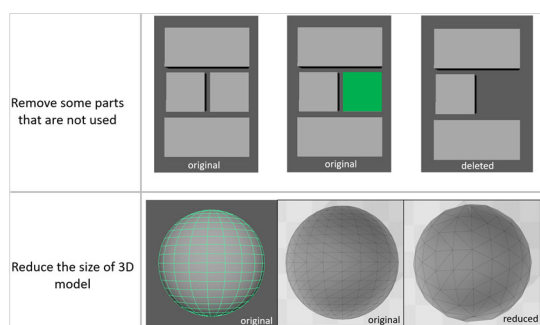 Remove some parts
that are not used
original
original
deleted
Reduce the size of 3D
model
original
original
reduced